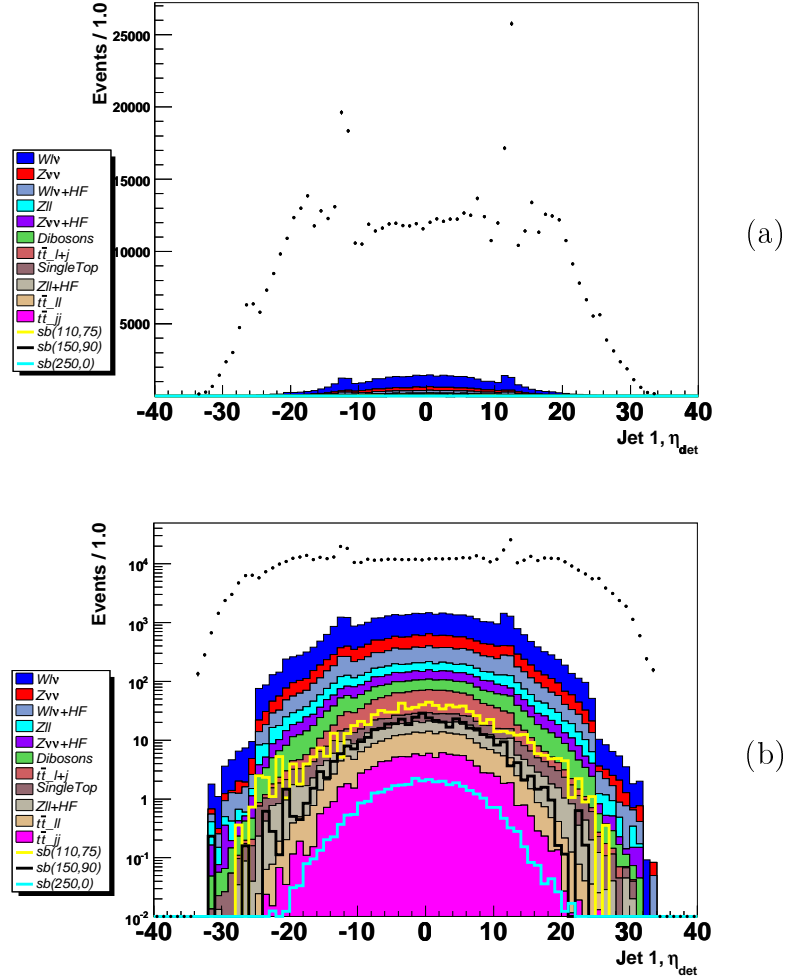 Events / 1.0
25000
20000
15000
10000
5000
Wlν
Zνν
Wlν+HF
Zll
Zνν+HF
Dibosons
tt̄_l+j
SingleTop
Zll+HF
tt̄_ll
tt̄_jj
sb(110,75)
sb(150,90)
sb(250,0)
-40 -30 -20 -10 0 10 20 30 40
Jet 1, η_det
(a)
Events / 1.0
10^4
10^3
10^2
10
1
10^-1
10^-2
Wlν
Zνν
Wlν+HF
Zll
Zνν+HF
Dibosons
tt̄_l+j
SingleTop
Zll+HF
tt̄_ll
tt̄_jj
sb(110,75)
sb(150,90)
sb(250,0)
-40 -30 -20 -10 0 10 20 30 40
Jet 1, η_det
(b)